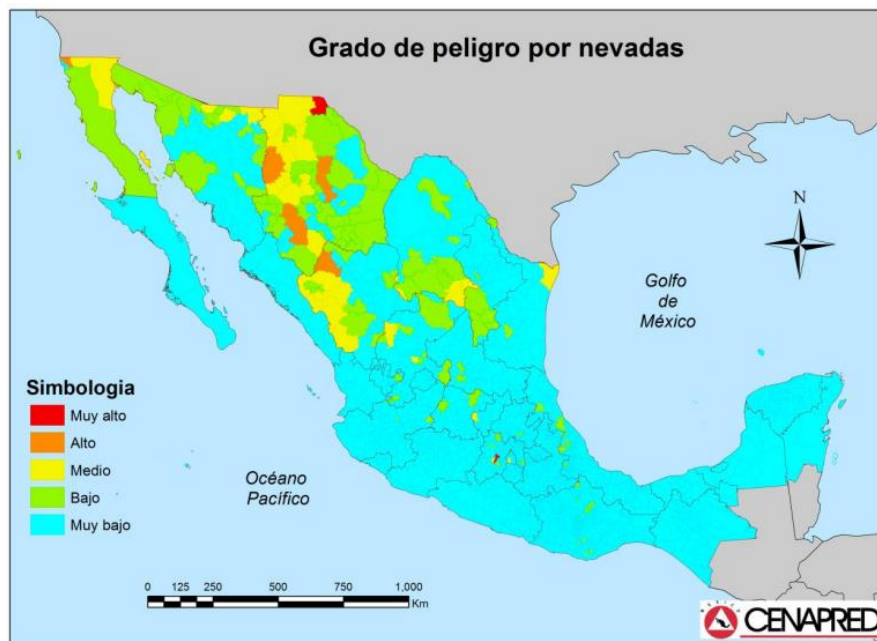 Grado de peligro por nevadas
N
Golfo
de
México
Simbologia
Muy alto
Alto
Medio
Bajo
Muy bajo
Océano
Pacífico
0 125 250 500 750 1,000
Km
CENAPRED